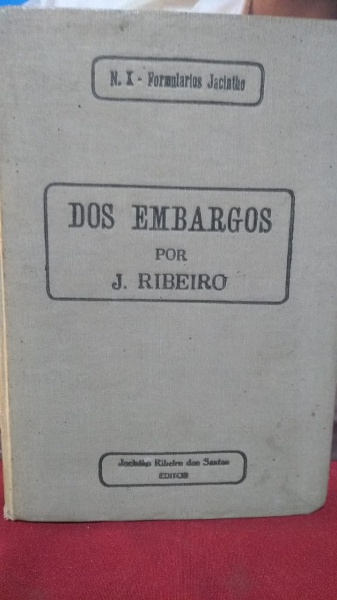 N. X - Formularios Jacintho
DOS EMBARGOS
POR
J. RIBEIRO
Jacintho Ribeiro dos Santos
EDITOR